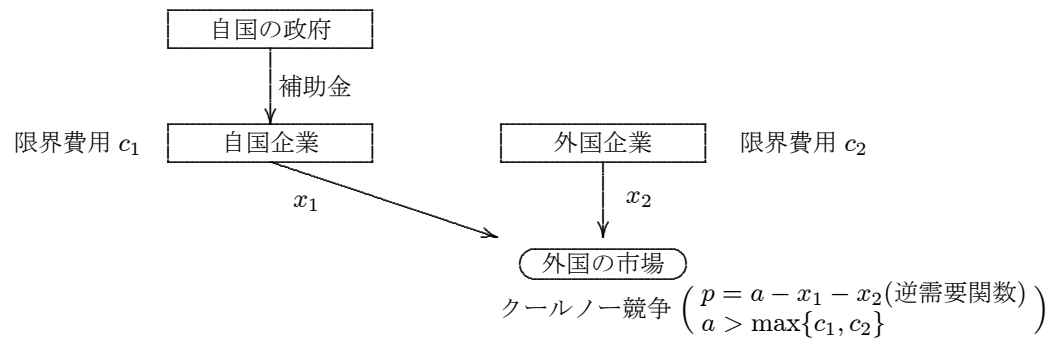 自国の政府
補助金
限界費用 c₁ 自国企業 外国企業 限界費用 c₂
x₁ x₂
外国の市場
クールノー競争 ( p = a − x₁ − x₂(逆需要関数)
a > max{c₁, c₂} )